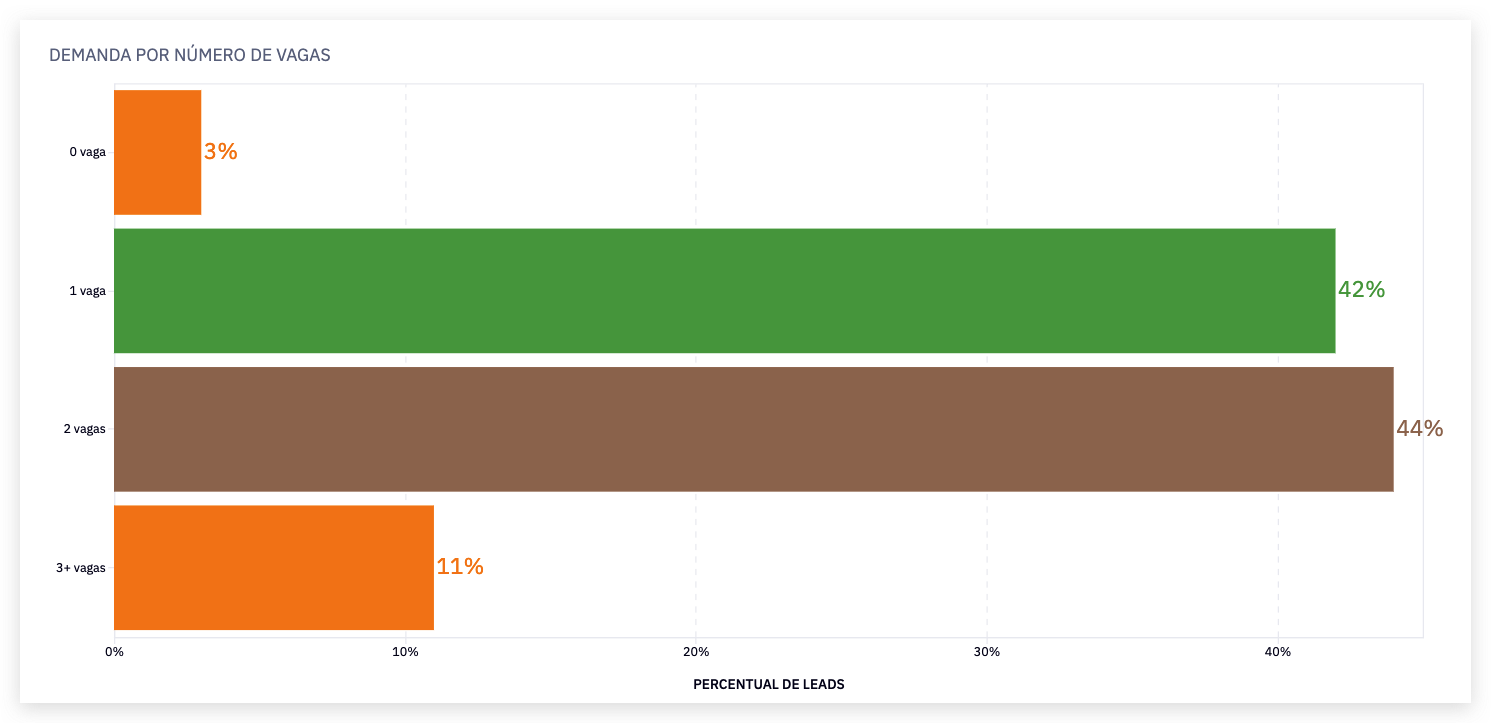 DEMANDA POR NÚMERO DE VAGAS
0 vaga 3%
1 vaga 42%
2 vagas 44%
3+ vagas 11%
0% 10% 20% 30% 40%
PERCENTUAL DE LEADS